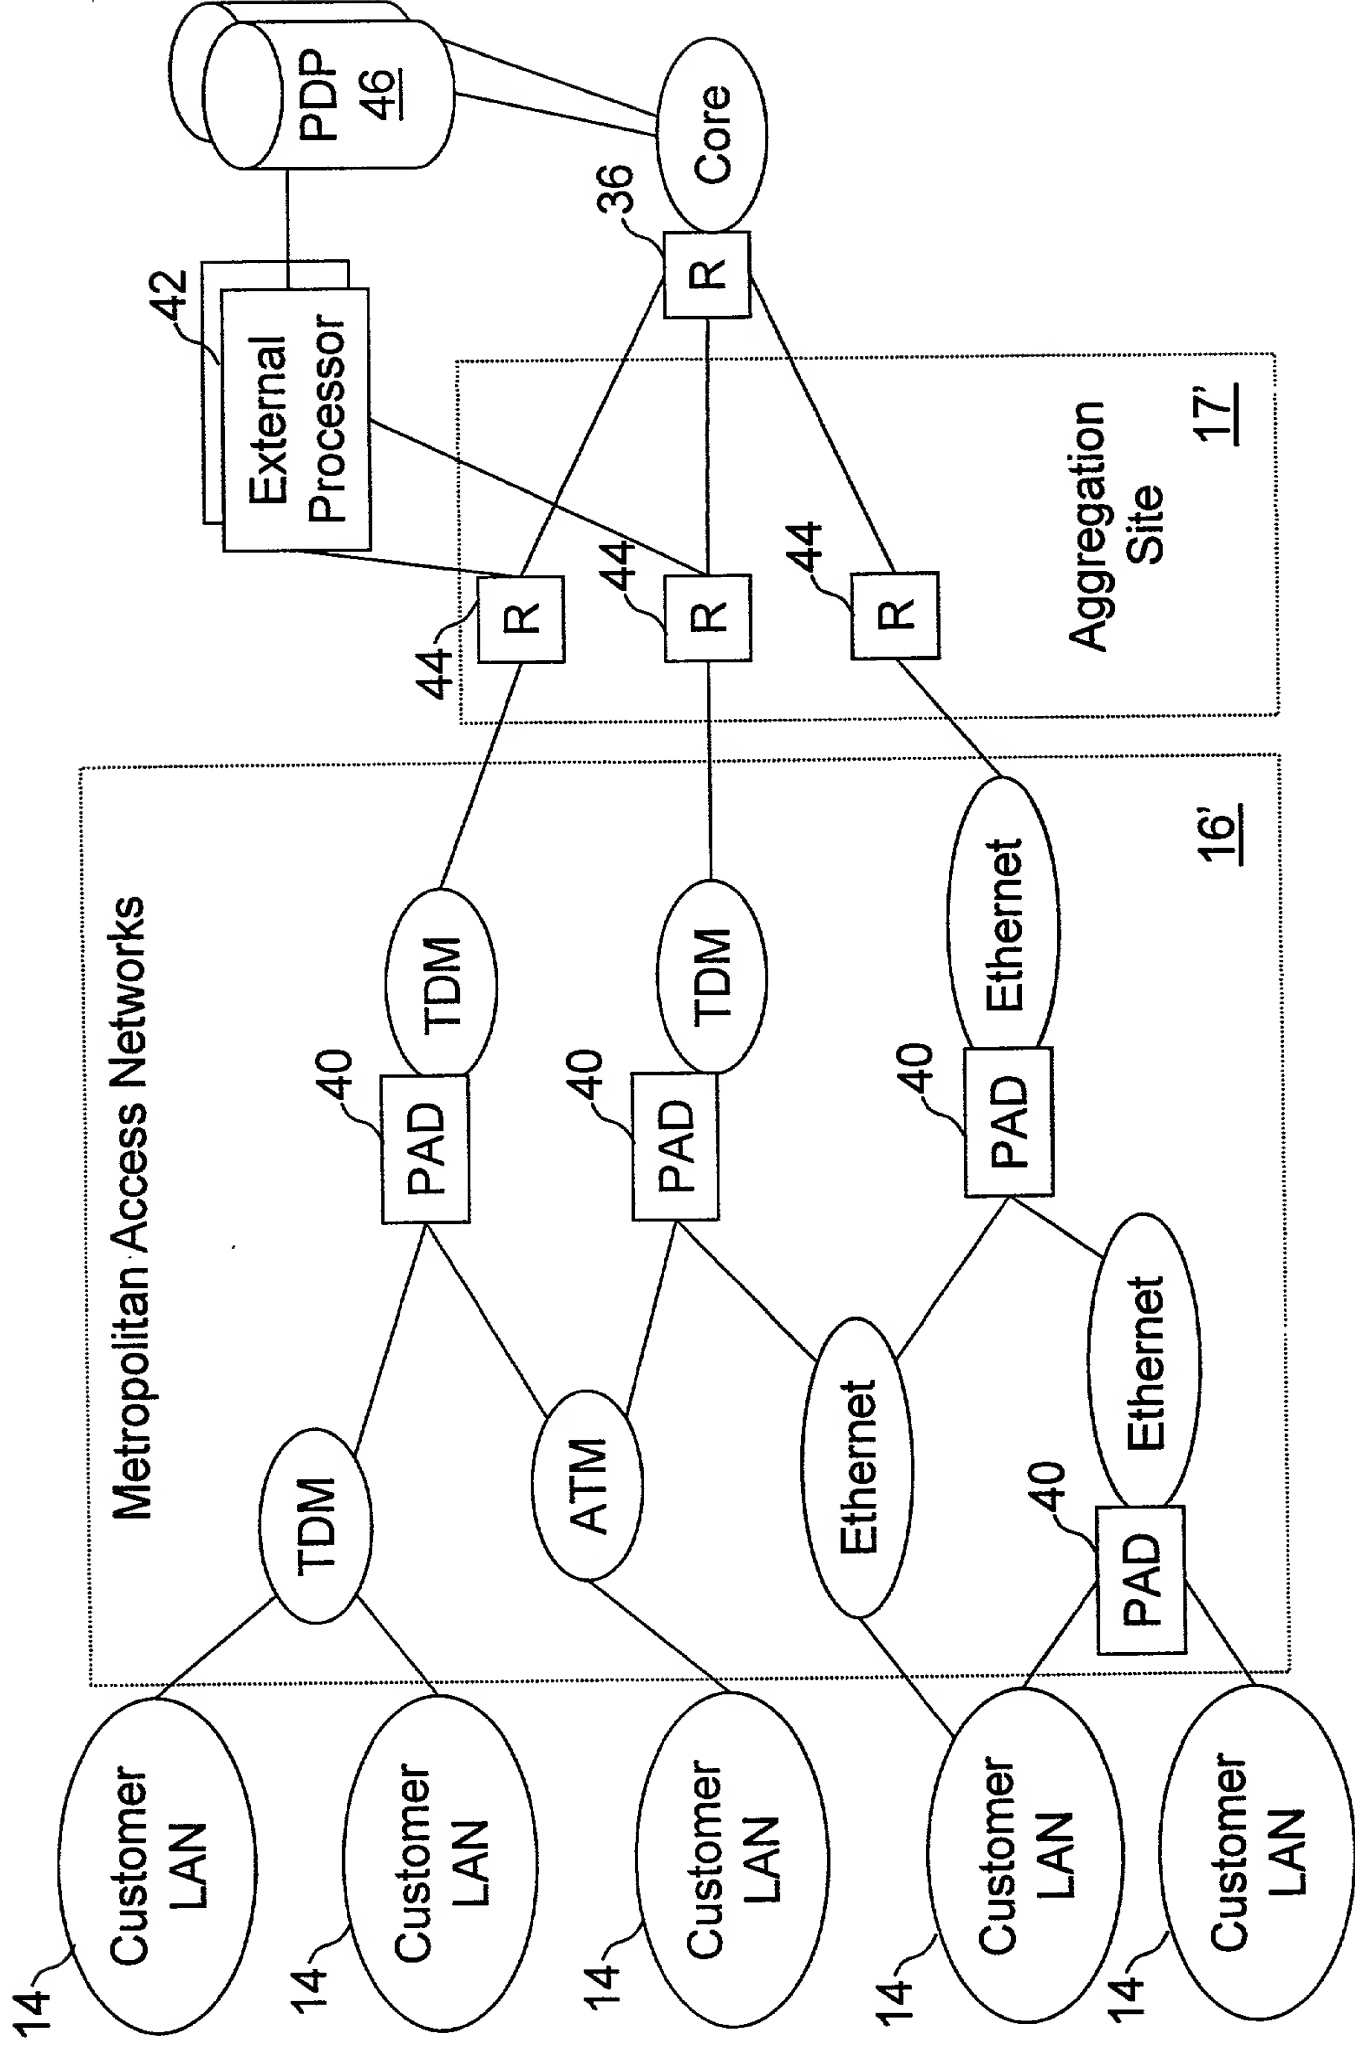 Metropolitan Access Networks
14
Customer
LAN
14
Customer
LAN
14
Customer
LAN
14
Customer
LAN
14
Customer
LAN
TDM
ATM
Ethernet
40
PAD
Ethernet
40
PAD
TDM
40
PAD
TDM
40
PAD
Ethernet
16'
44
R
44
R
44
R
Aggregation
Site
17'
42
External
Processor
36
R
Core
PDP
46